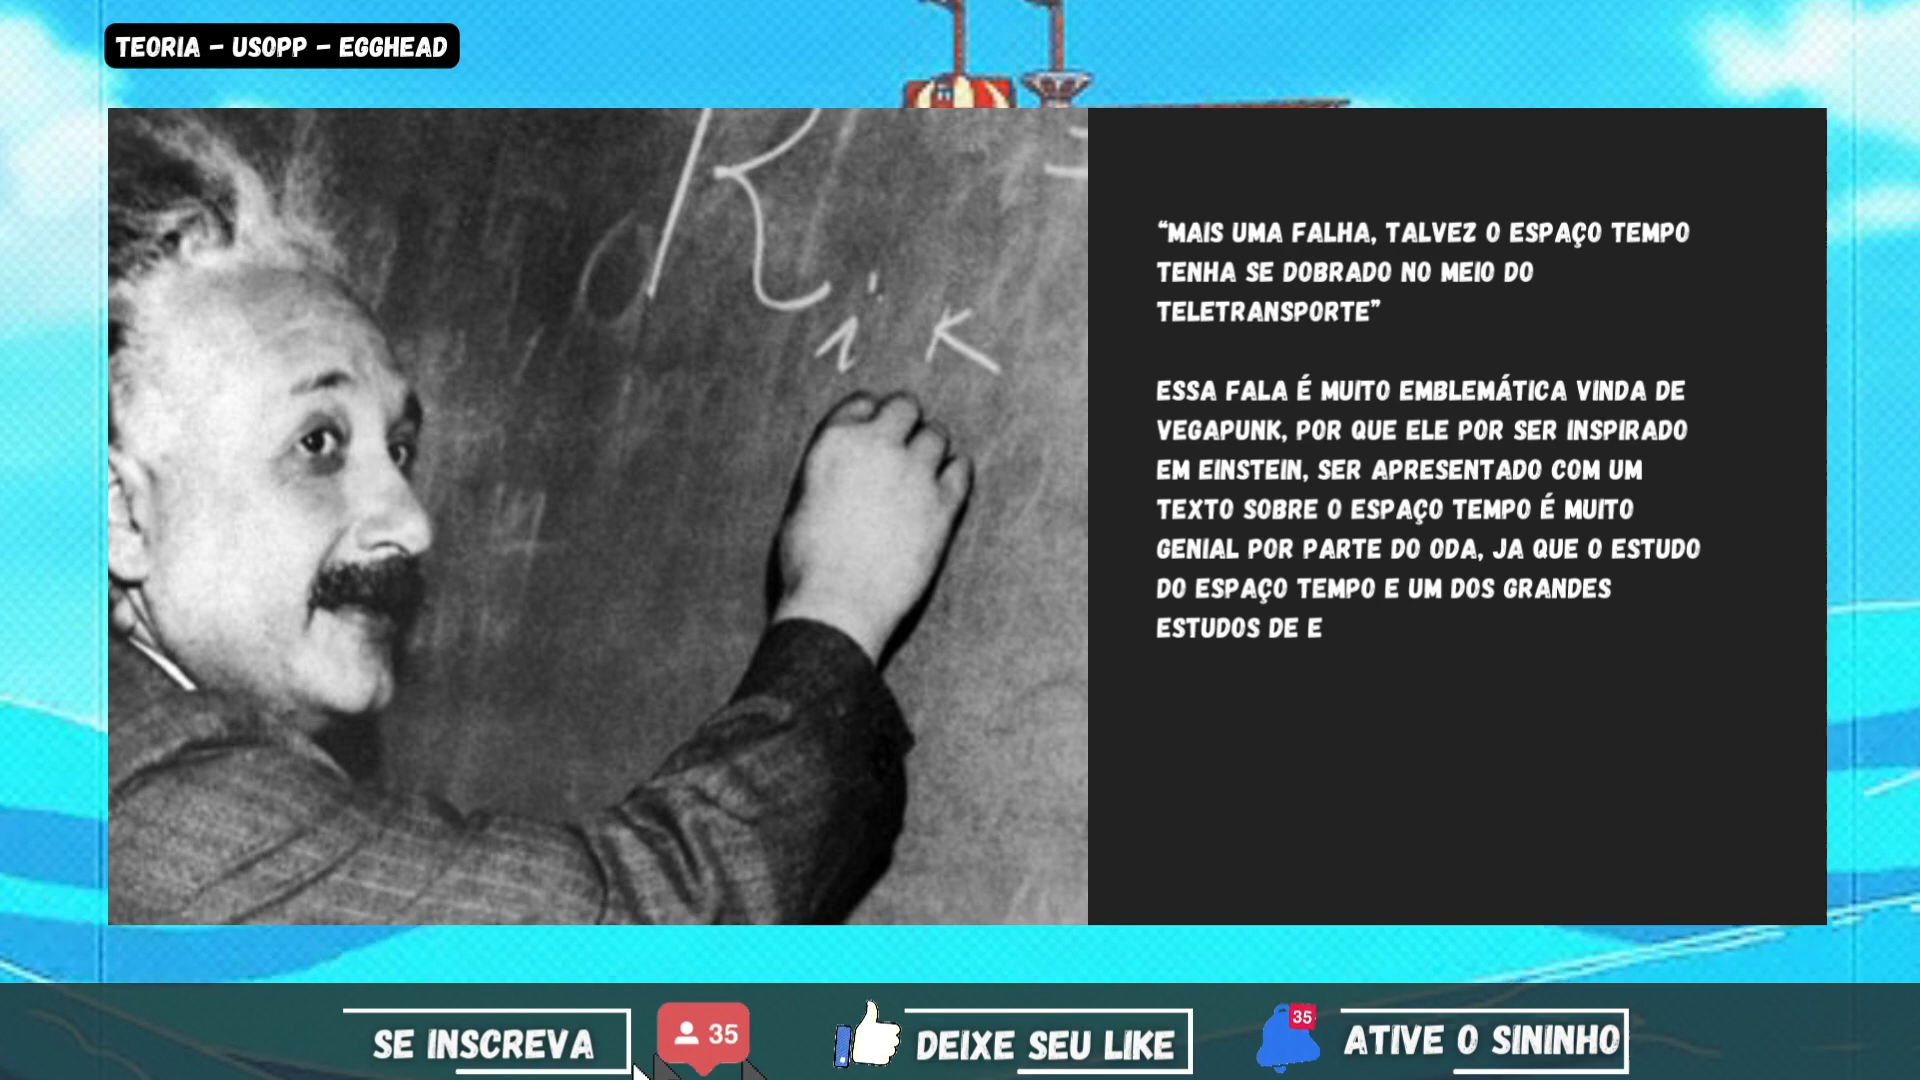 TEORIA - USOPP - EGGHEAD
R
i K
“MAIS UMA FALHA, TALVEZ O ESPAÇO TEMPO
TENHA SE DOBRADO NO MEIO DO
TELETRANSPORTE”
ESSA FALA É MUITO EMBLEMÁTICA VINDA DE
VEGAPUNK, POR QUE ELE POR SER INSPIRADO
EM EINSTEIN, SER APRESENTADO COM UM
TEXTO SOBRE O ESPAÇO TEMPO É MUITO
GENIAL POR PARTE DO ODA, JA QUE O ESTUDO
DO ESPAÇO TEMPO E UM DOS GRANDES
ESTUDOS DE E
SE INSCREVA
35
DEIXE SEU LIKE
35
ATIVE O SININHO